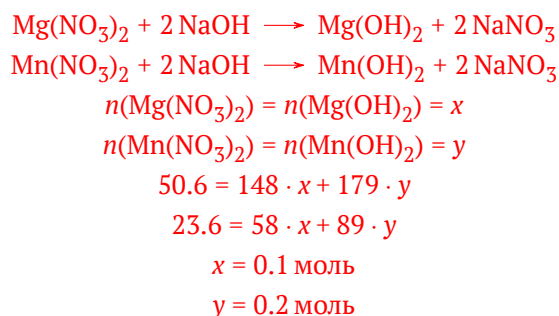 Mg(NO₃)₂ + 2 NaOH ⟶ Mg(OH)₂ + 2 NaNO₃
Mn(NO₃)₂ + 2 NaOH ⟶ Mn(OH)₂ + 2 NaNO₃
n(Mg(NO₃)₂) = n(Mg(OH)₂) = x
n(Mn(NO₃)₂) = n(Mn(OH)₂) = y
50.6 = 148 · x + 179 · y
23.6 = 58 · x + 89 · y
x = 0.1 моль
y = 0.2 моль